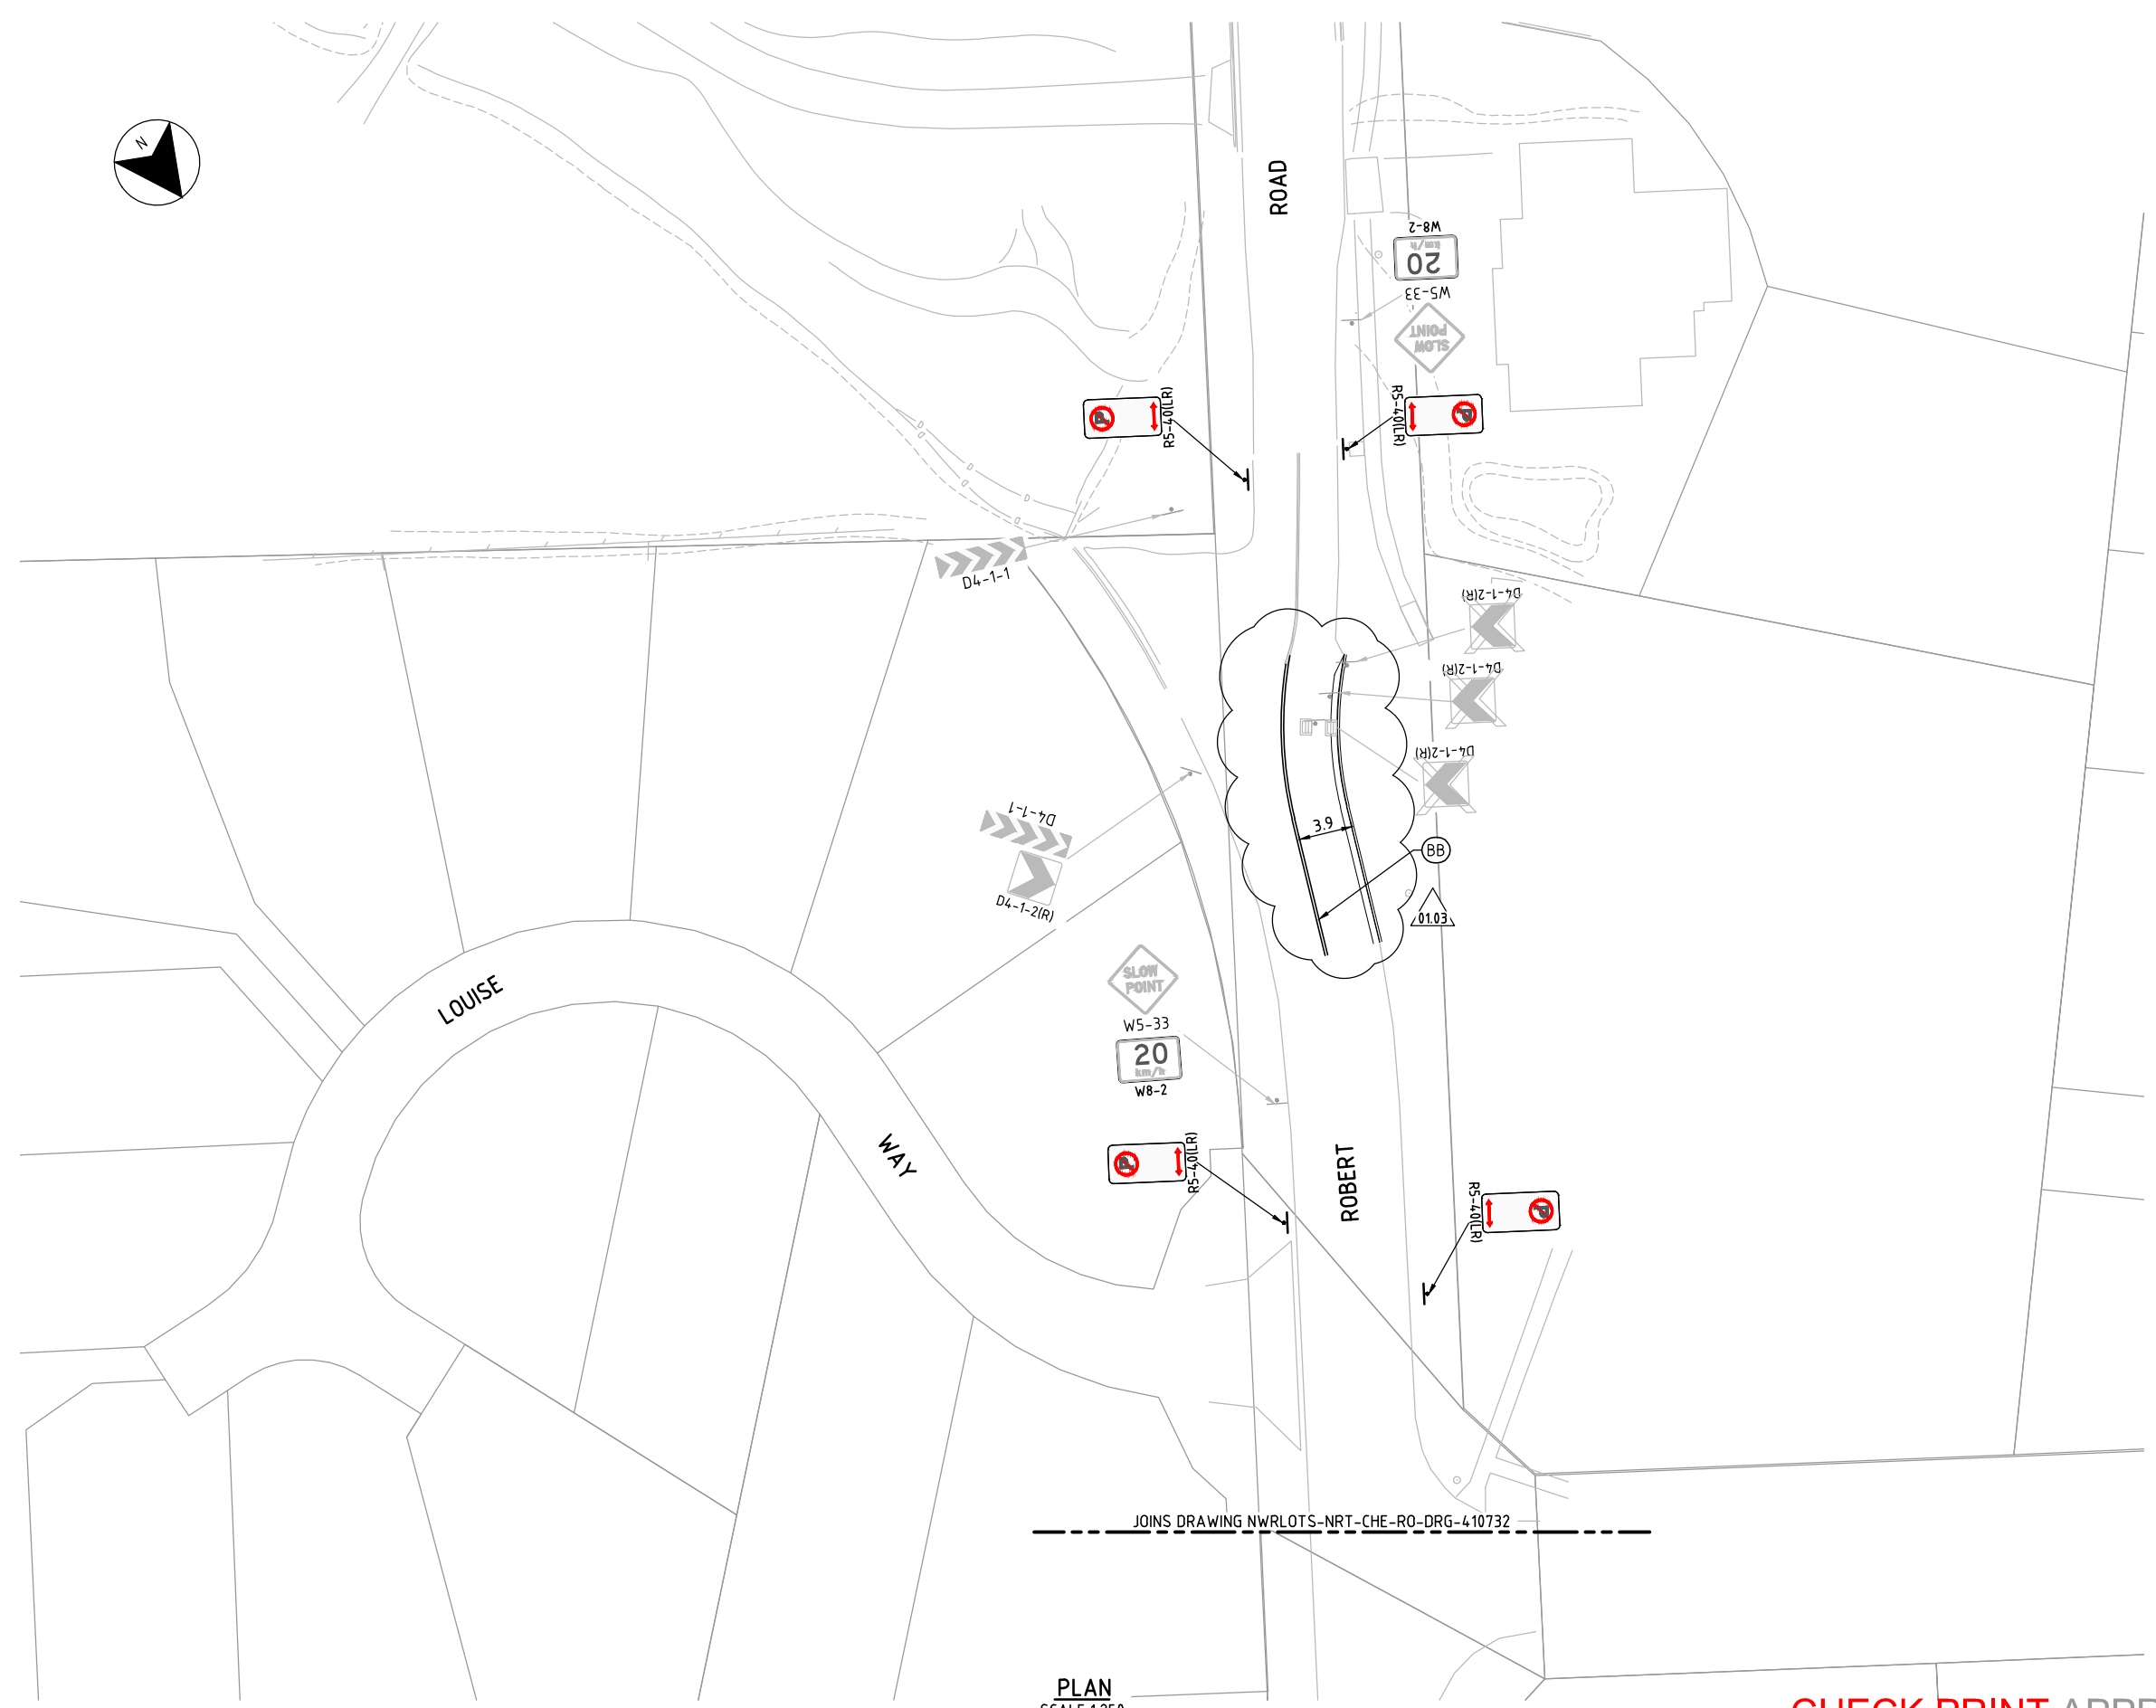 N
ROAD
W8-2
20
km/h
W5-33
SLOW
POINT
R5-40(LR)
P
R5-40(LR)
P
D4-1-1
D4-1-2(R)
D4-1-2(R)
D4-1-2(R)
D4-1-1
D4-1-2(R)
3.9
BB
01.03
SLOW
POINT
W5-33
20
km/h
W8-2
LOUISE
WAY
R5-40(LR)
P
ROBERT
R5-40(LR)
P
JOINS DRAWING NWRLOTS-NRT-CHE-RO-DRG-410732
PLAN